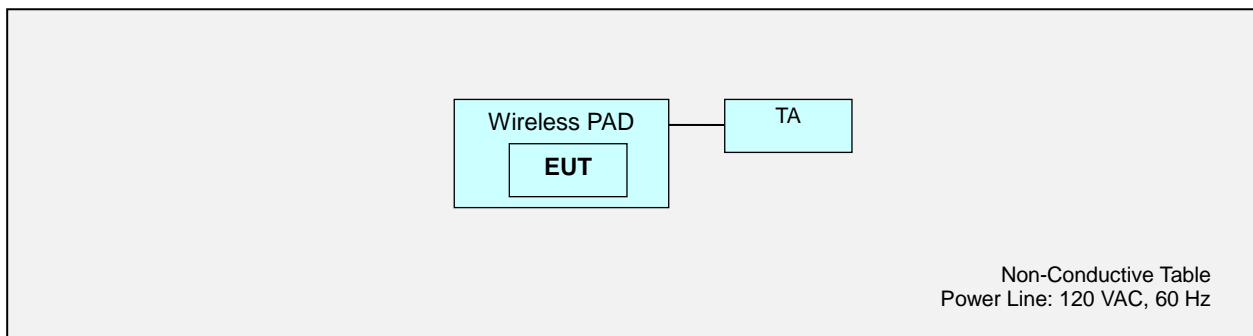 Wireless PAD
TA
EUT
Non-Conductive Table
Power Line: 120 VAC, 60 Hz